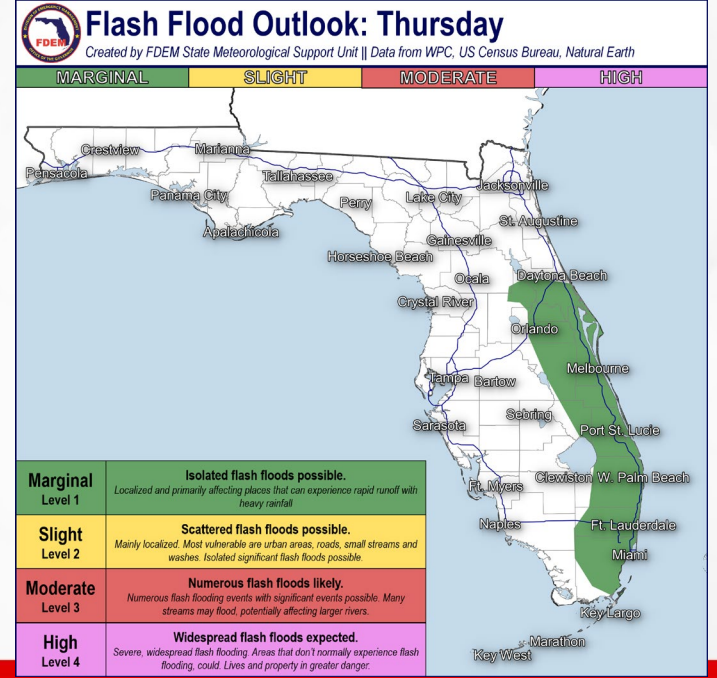 Flash Flood Outlook: Thursday
Created by FDEM State Meteorological Support Unit || Data from WPC, US Census Bureau, Natural Earth
FDEM
MARGINAL
SLIGHT
MODERATE
HIGH
Crestview
Marianna
Pensacola
Tallahassee
Jacksonville
Panama City
Perry
Lake City
Apalachicola
St. Augustine
Gainesville
Horseshoe Beach
Ocala
Daytona Beach
Crystal River
Orlando
Melbourne
Tampa
Bartow
Sebring
Sarasota
Port St. Lucie
Clewiston
W. Palm Beach
Ft. Myers
Naples
Ft. Lauderdale
Miami
Key Largo
Marathon
Key West
Marginal
Level 1
Isolated flash floods possible.
Localized and primarily affecting places that can experience rapid runoff with
heavy rainfall
Slight
Level 2
Scattered flash floods possible.
Mainly localized. Most vulnerable are urban areas, roads, small streams and
washes. Isolated significant flash floods possible.
Moderate
Level 3
Numerous flash floods likely.
Numerous flash flooding events with significant events possible. Many
streams may flood, potentially affecting larger rivers.
High
Level 4
Widespread flash floods expected.
Severe, widespread flash flooding. Areas that don't normally experience flash
flooding, could. Lives and property in greater danger.